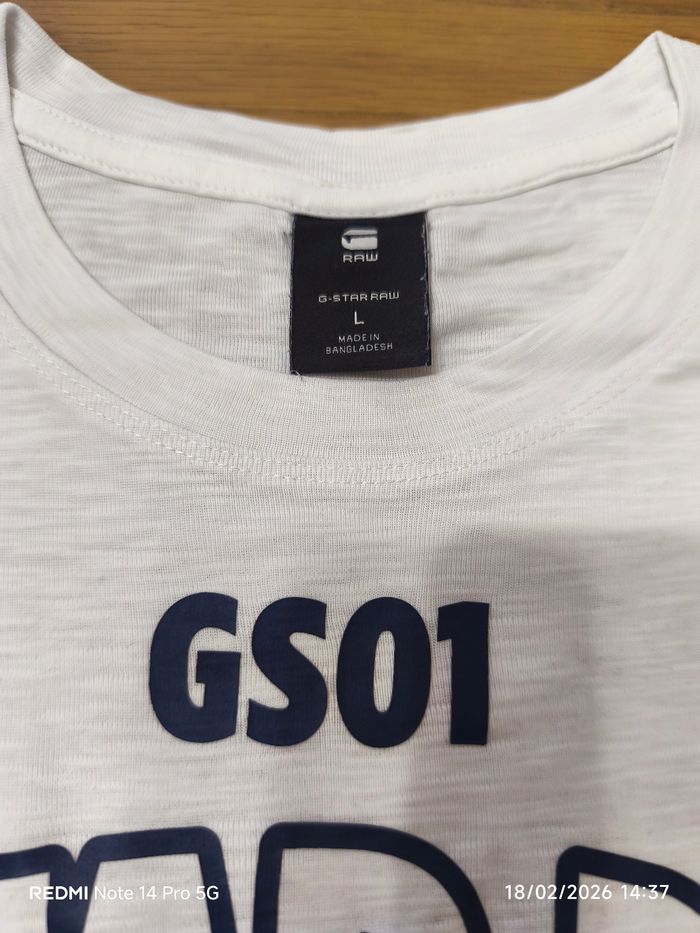 RAW
G-STAR RAW
L
MADE IN
BANGLADESH
GS01
REDMI Note 14 Pro 5G
18/02/2026 14:37